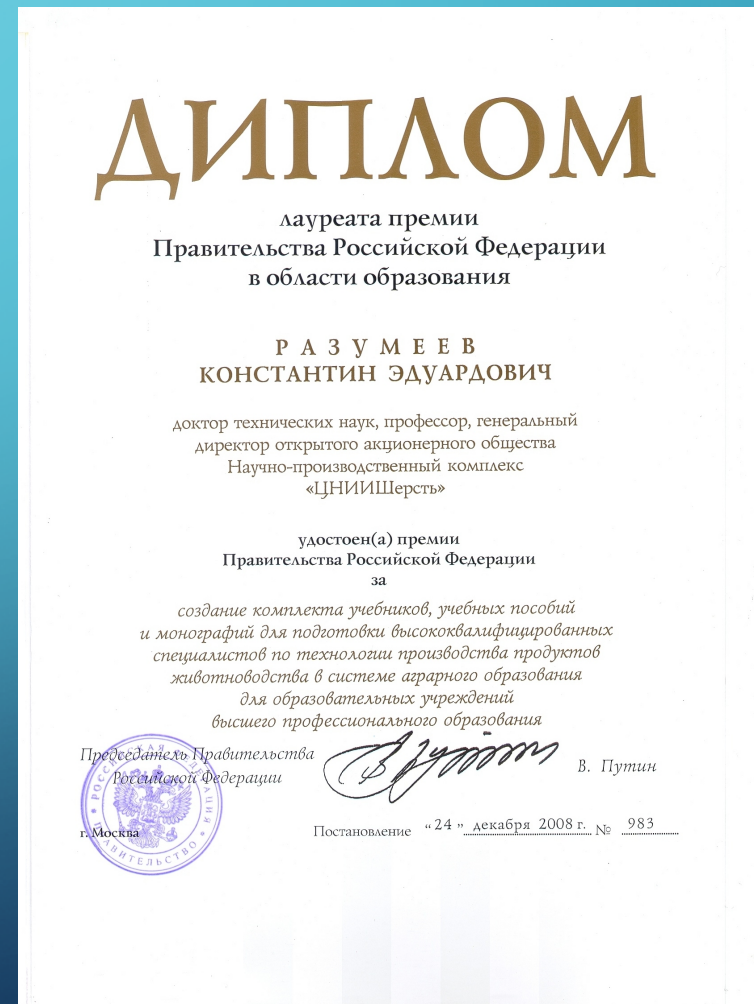 ДИПЛОМ
лауреата премии
Правительства Российской Федерации
в области образования
РАЗУМЕЕВ
КОНСТАНТИН ЭДУАРДОВИЧ
доктор технических наук, профессор, генеральный
директор открытого акционерного общества
Научно-производственный комплекс
«ЦНИИШерсть»
удостоен(а) премии
Правительства Российской Федерации
за
создание комплекта учебников, учебных пособий
и монографий для подготовки высококвалифицированных
специалистов по технологии производства продуктов
животноводства в системе аграрного образования
для образовательных учреждений
высшего профессионального образования
Председатель Правительства
Российской Федерации
В. Путин
РОССИЙСКАЯ ФЕДЕРАЦИЯ * ПРАВИТЕЛЬСТВО *
г. Москва
Постановление “24” декабря 2008 г. № 983